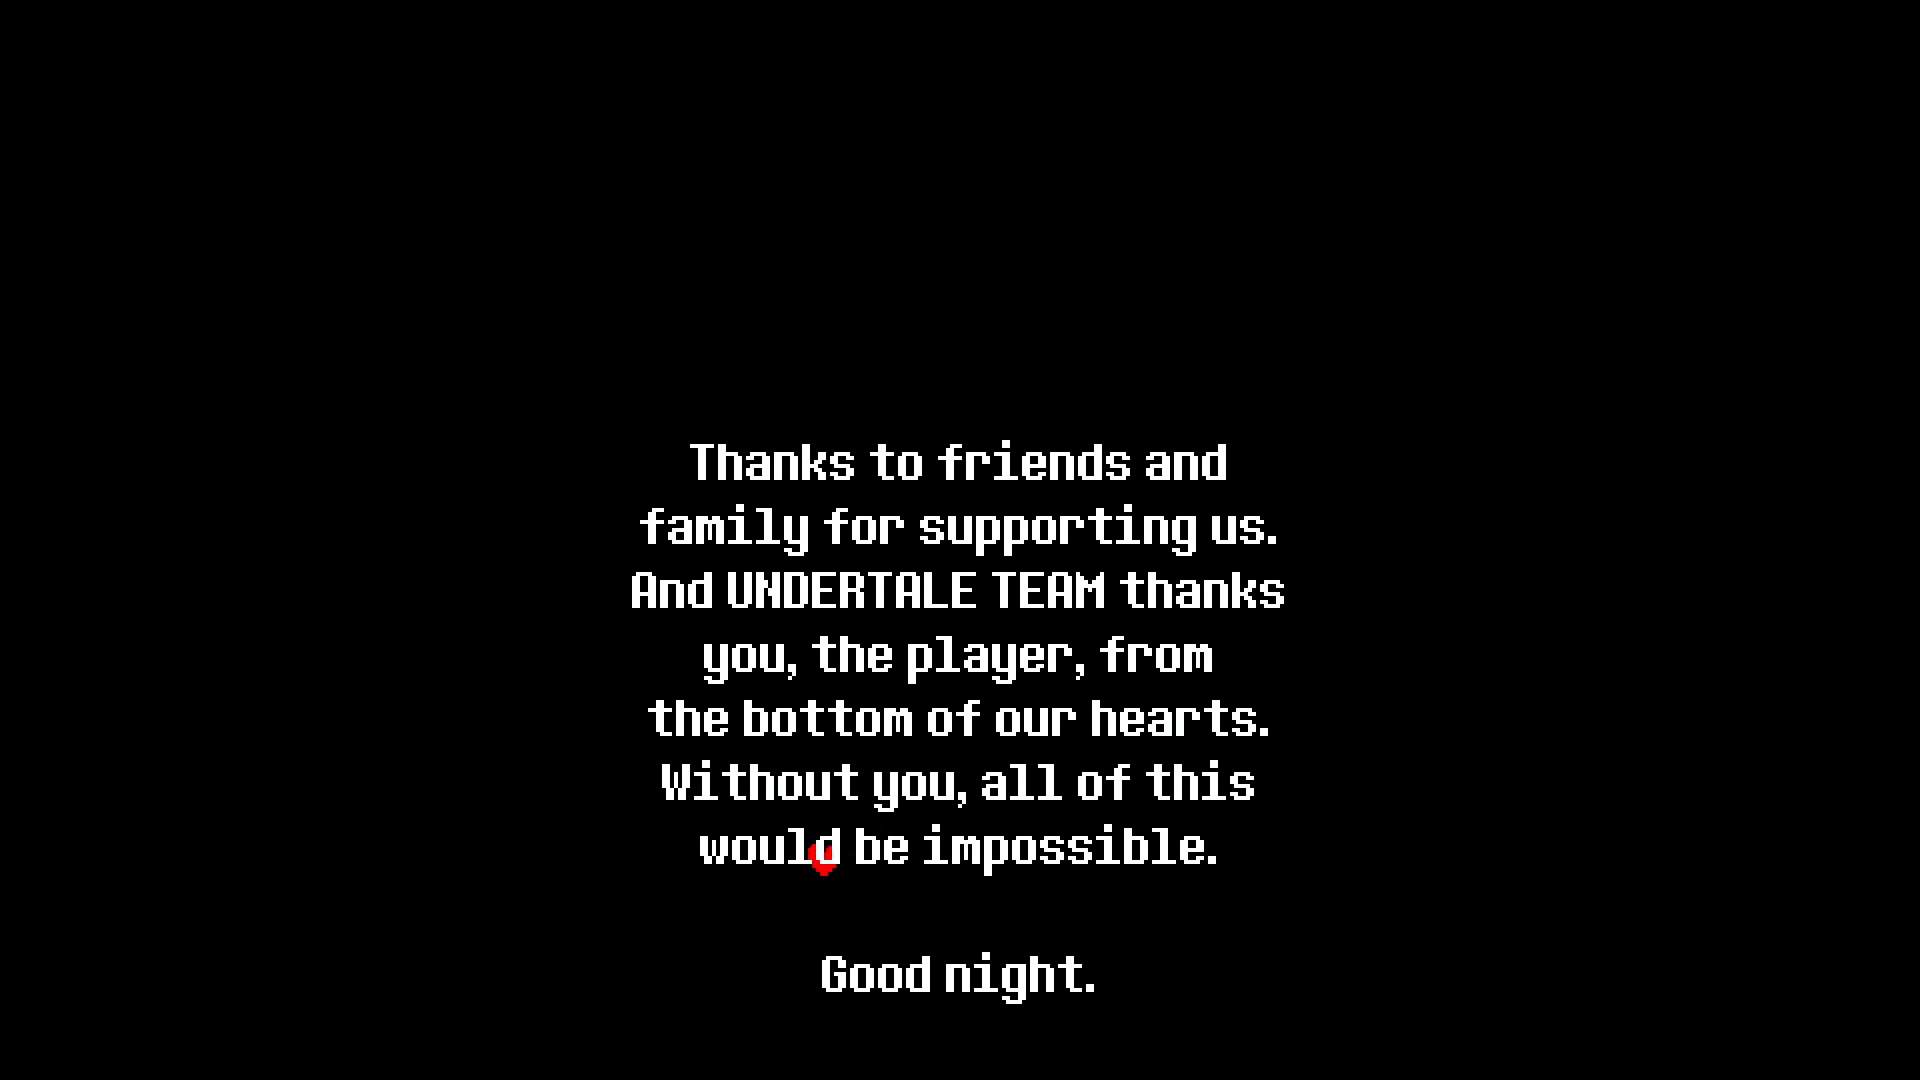 Thanks to friends and
family for supporting us.
And UNDERTALE TEAM thanks
you, the player, from
the bottom of our hearts.
Without you, all of this
would be impossible.
Good night.